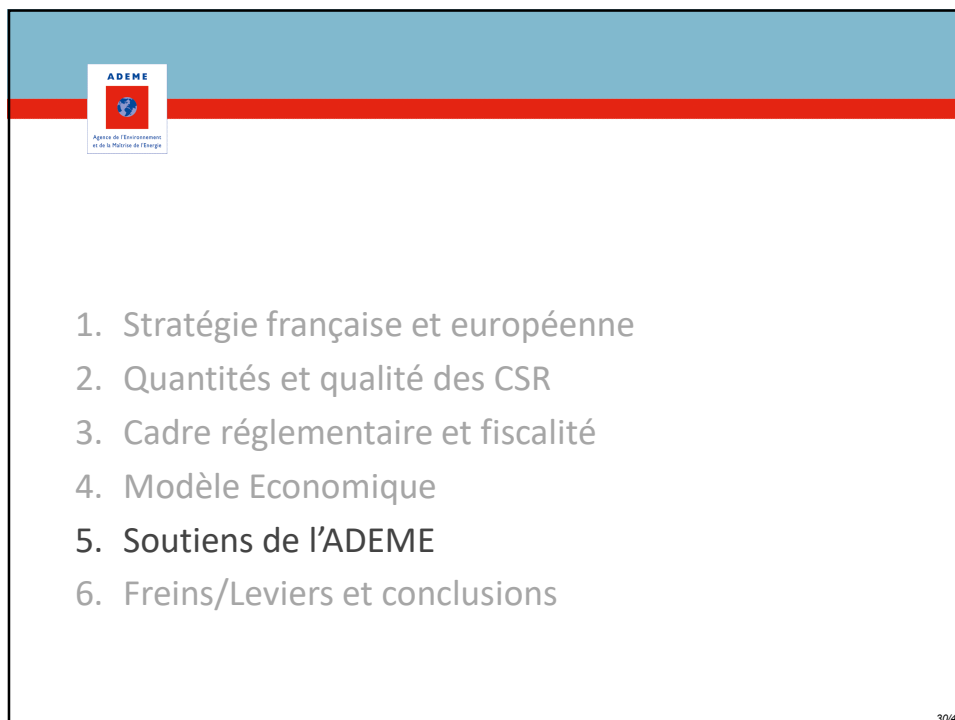 ADEME
Agence de l'Environnement
et de la Maîtrise de l'Energie
1. Stratégie française et européenne
2. Quantités et qualité des CSR
3. Cadre réglementaire et fiscalité
4. Modèle Economique
5. Soutiens de l'ADEME
6. Freins/Leviers et conclusions
30/4